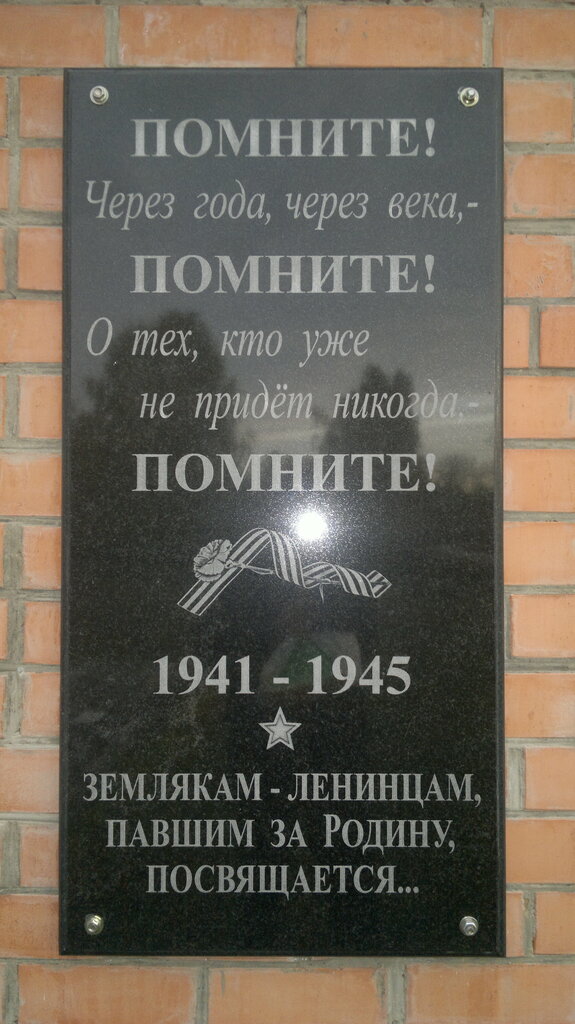 ПОМНИТЕ!
Через года, через века,-
ПОМНИТЕ!
О тех, кто уже
не придёт никогда,-
ПОМНИТЕ!
1941 - 1945
ЗЕМЛЯКАМ - ЛЕНИНЦАМ,
ПАВШИМ ЗА РОДИНУ,
ПОСВЯЩАЕТСЯ...